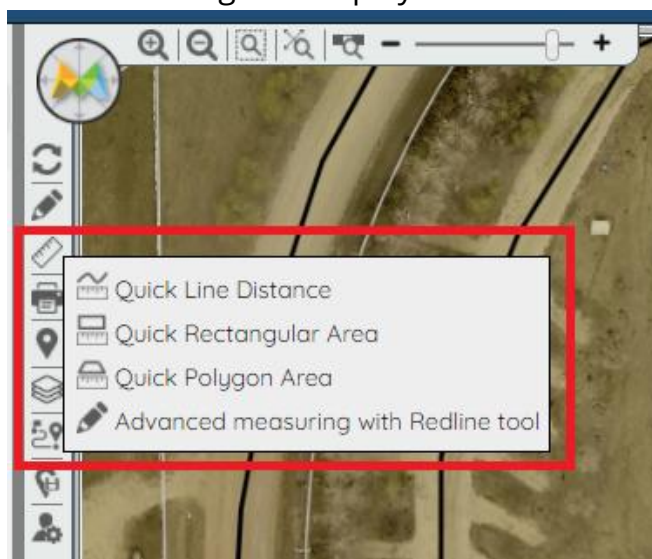 Quick Line Distance
Quick Rectangular Area
Quick Polygon Area
Advanced measuring with Redline tool